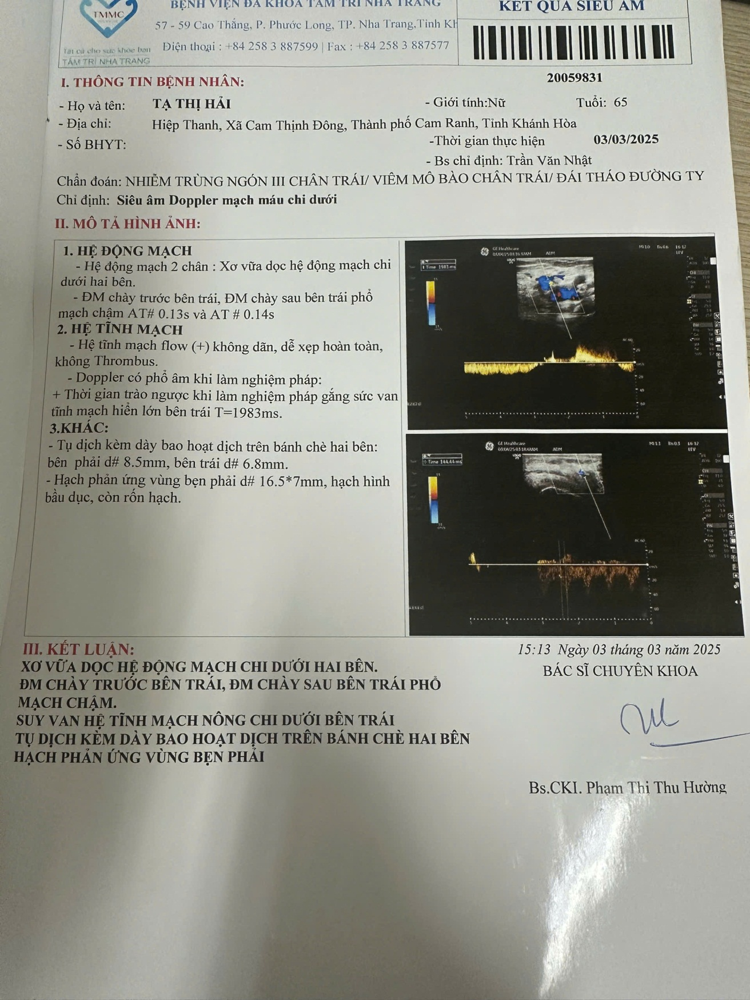 TMMC
Tất cả cho sức khỏe bạn
TÂM TRÍ NHA TRANG
BỆNH VIỆN ĐA KHOA TÂM TRÍ NHA TRANG
57 - 59 Cao Thắng, P. Phước Long, TP. Nha Trang,Tỉnh KH
Điện thoại : +84 258 3 887599 | Fax : +84 258 3 887577
KẾT QUẢ SIÊU ÂM
20059831
I. THÔNG TIN BỆNH NHÂN:
- Họ và tên: TẠ THỊ HẢI - Giới tính:Nữ Tuổi: 65
- Địa chỉ: Hiệp Thanh, Xã Cam Thịnh Đông, Thành phố Cam Ranh, Tỉnh Khánh Hòa
- Số BHYT: -Thời gian thực hiện 03/03/2025
- Bs chỉ định: Trần Văn Nhật
Chẩn đoán: NHIỄM TRÙNG NGÓN III CHÂN TRÁI/ VIÊM MÔ BÀO CHÂN TRÁI/ ĐÁI THÁO ĐƯỜNG TY
Chỉ định: Siêu âm Doppler mạch máu chi dưới
II. MÔ TẢ HÌNH ẢNH:
1. HỆ ĐỘNG MẠCH
- Hệ động mạch 2 chân : Xơ vữa dọc hệ động mạch chi
dưới hai bên.
- ĐM chày trước bên trái, ĐM chày sau bên trái phổ
mạch chậm AT# 0.13s và AT # 0.14s
2. HỆ TĨNH MẠCH
- Hệ tĩnh mạch flow (+) không dãn, dễ xẹp hoàn toàn,
không Thrombus.
- Doppler có phổ âm khi làm nghiệm pháp:
+ Thời gian trào ngược khi làm nghiệm pháp gắng sức van
tĩnh mạch hiển lớn bên trái T=1983ms.
3.KHÁC:
- Tụ dịch kèm dày bao hoạt dịch trên bánh chè hai bên:
bên phải d# 8.5mm, bên trái d# 6.8mm.
- Hạch phản ứng vùng bẹn phải d# 16.5*7mm, hạch hình
bầu dục, còn rốn hạch.
GE Healthcare
ADM
16:12
LEV
Time 1983 ms
GE Healthcare
ADM
16:12
LEV
Time 144.44 ms
III. KẾT LUẬN:
XƠ VỮA DỌC HỆ ĐỘNG MẠCH CHI DƯỚI HAI BÊN.
ĐM CHÀY TRƯỚC BÊN TRÁI, ĐM CHÀY SAU BÊN TRÁI PHỔ
MẠCH CHẬM.
SUY VAN HỆ TĨNH MẠCH NÔNG CHI DƯỚI BÊN TRÁI
TỤ DỊCH KÈM DÀY BAO HOẠT DỊCH TRÊN BÁNH CHÈ HAI BÊN
HẠCH PHẢN ỨNG VÙNG BẸN PHẢI
15:13 Ngày 03 tháng 03 năm 2025
BÁC SĨ CHUYÊN KHOA
Bs.CKI. Phạm Thị Thu Hường